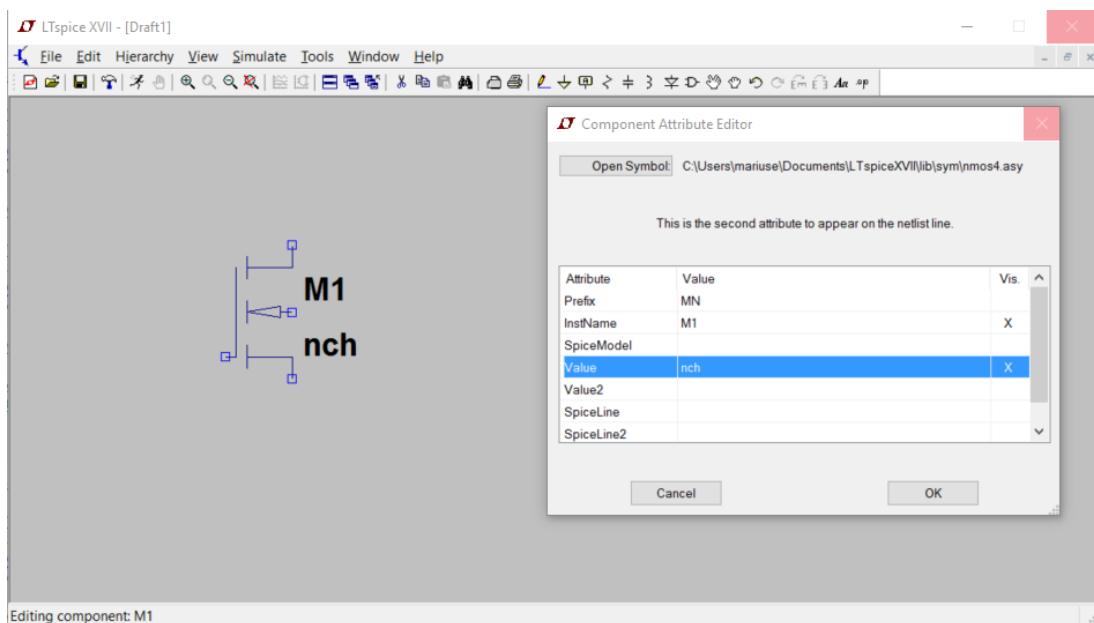 LTspice XVII - [Draft1]
File Edit Hierarchy View Simulate Tools Window Help
Aa .op
Component Attribute Editor
Open Symbol: C:\Users\mariuse\Documents\LTspiceXVII\lib\sym\nmos4.asy
This is the second attribute to appear on the netlist line.
Attribute Value Vis.
Prefix MN
InstName M1 X
SpiceModel
Value nch X
Value2
SpiceLine
SpiceLine2
Cancel OK
M1
nch
Editing component: M1